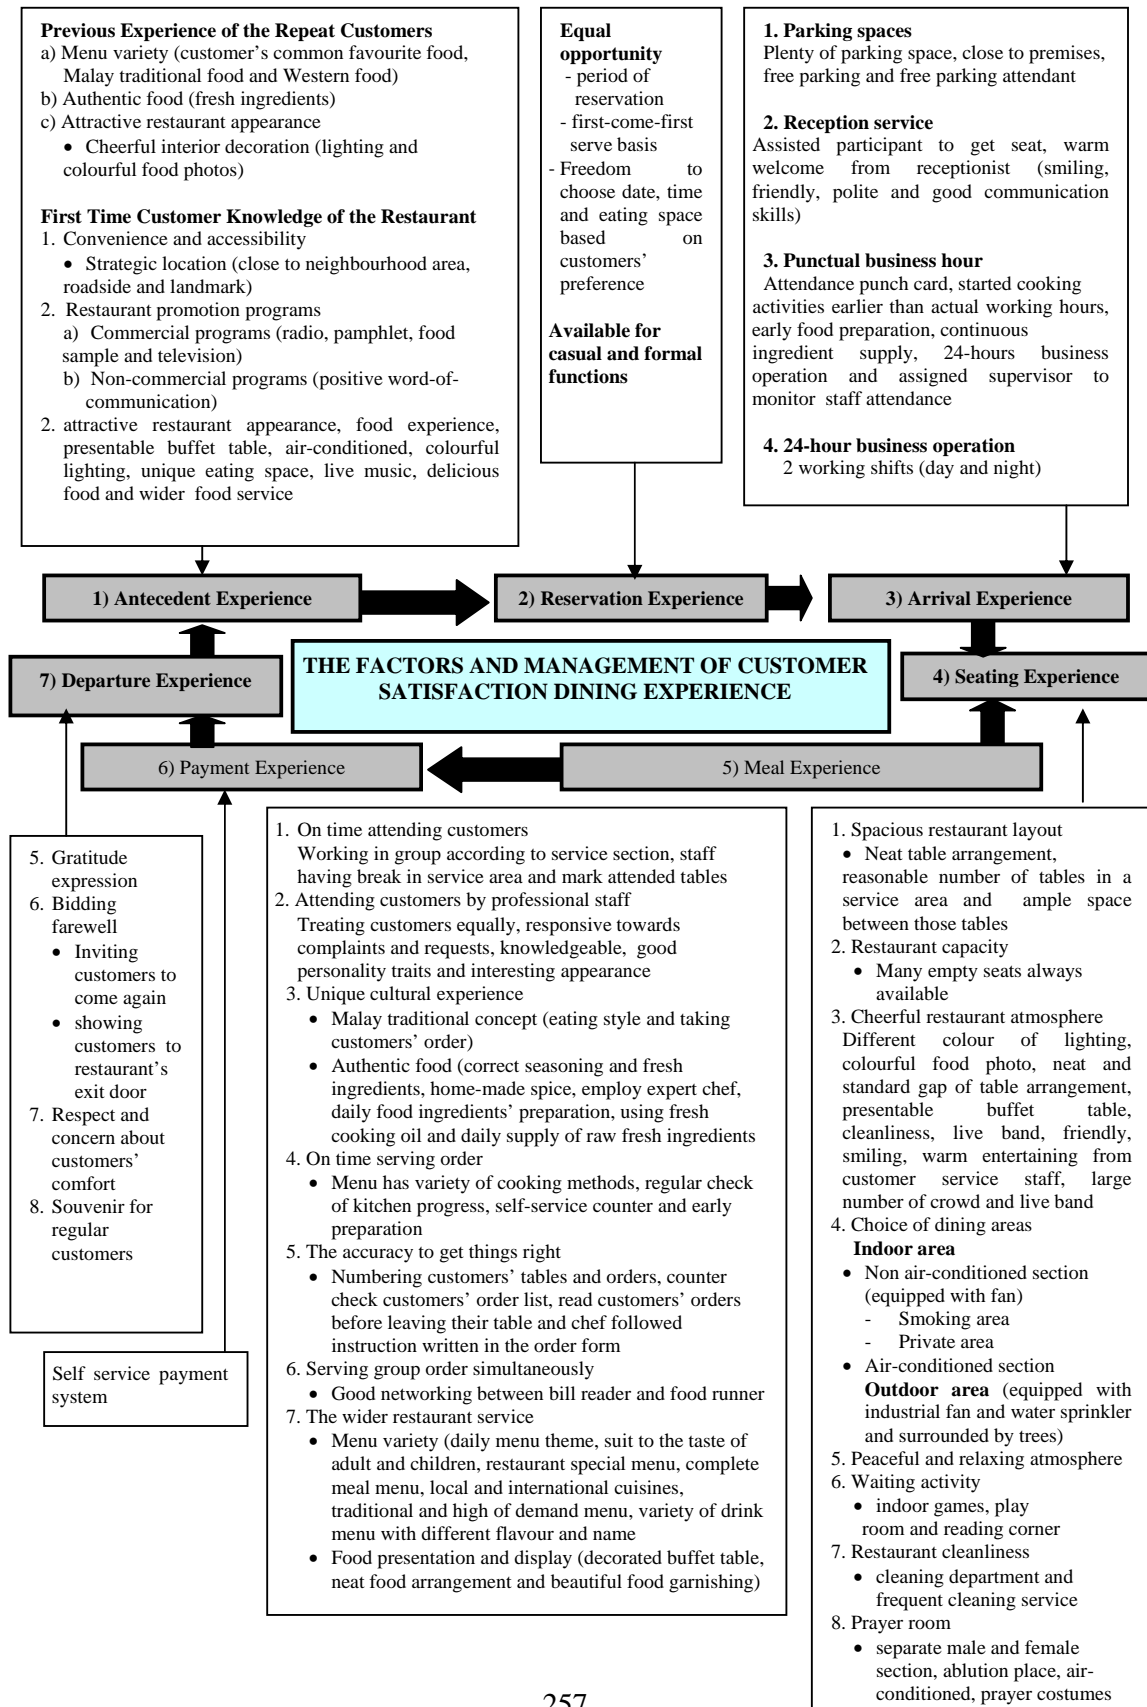 Previous Experience of the Repeat Customers
a) Menu variety (customer's common favourite food,
Malay traditional food and Western food)
b) Authentic food (fresh ingredients)
c) Attractive restaurant appearance
• Cheerful interior decoration (lighting and
colourful food photos)
First Time Customer Knowledge of the Restaurant
1. Convenience and accessibility
• Strategic location (close to neighbourhood area,
roadside and landmark)
2. Restaurant promotion programs
a) Commercial programs (radio, pamphlet, food
sample and television)
b) Non-commercial programs (positive word-of-
communication)
2. attractive restaurant appearance, food experience,
presentable buffet table, air-conditioned, colourful
lighting, unique eating space, live music, delicious
food and wider food service
Equal
opportunity
- period of
reservation
- first-come-first
serve basis
- Freedom to
choose date, time
and eating space
based on
customers'
preference
Available for
casual and formal
functions
1. Parking spaces
Plenty of parking space, close to premises,
free parking and free parking attendant
2. Reception service
Assisted participant to get seat, warm
welcome from receptionist (smiling,
friendly, polite and good communication
skills)
3. Punctual business hour
Attendance punch card, started cooking
activities earlier than actual working hours,
early food preparation, continuous
ingredient supply, 24-hours business
operation and assigned supervisor to
monitor staff attendance
4. 24-hour business operation
2 working shifts (day and night)
1) Antecedent Experience
2) Reservation Experience
3) Arrival Experience
7) Departure Experience
THE FACTORS AND MANAGEMENT OF CUSTOMER
SATISFACTION DINING EXPERIENCE
4) Seating Experience
6) Payment Experience
5) Meal Experience
5. Gratitude
expression
6. Bidding
farewell
• Inviting
customers to
come again
• showing
customers to
restaurant's
exit door
7. Respect and
concern about
customers'
comfort
8. Souvenir for
regular
customers
Self service payment
system
1. On time attending customers
Working in group according to service section, staff
having break in service area and mark attended tables
2. Attending customers by professional staff
Treating customers equally, responsive towards
complaints and requests, knowledgeable, good
personality traits and interesting appearance
3. Unique cultural experience
• Malay traditional concept (eating style and taking
customers' order)
• Authentic food (correct seasoning and fresh
ingredients, home-made spice, employ expert chef,
daily food ingredients' preparation, using fresh
cooking oil and daily supply of raw fresh ingredients
4. On time serving order
• Menu has variety of cooking methods, regular check
of kitchen progress, self-service counter and early
preparation
5. The accuracy to get things right
• Numbering customers' tables and orders, counter
check customers' order list, read customers' orders
before leaving their table and chef followed
instruction written in the order form
6. Serving group order simultaneously
• Good networking between bill reader and food runner
7. The wider restaurant service
• Menu variety (daily menu theme, suit to the taste of
adult and children, restaurant special menu, complete
meal menu, local and international cuisines,
traditional and high of demand menu, variety of drink
menu with different flavour and name
• Food presentation and display (decorated buffet table,
neat food arrangement and beautiful food garnishing)
1. Spacious restaurant layout
• Neat table arrangement,
reasonable number of tables in a
service area and ample space
between those tables
2. Restaurant capacity
• Many empty seats always
available
3. Cheerful restaurant atmosphere
Different colour of lighting,
colourful food photo, neat and
standard gap of table arrangement,
presentable buffet table,
cleanliness, live band, friendly,
smiling, warm entertaining from
customer service staff, large
number of crowd and live band
4. Choice of dining areas
Indoor area
• Non air-conditioned section
(equipped with fan)
- Smoking area
- Private area
• Air-conditioned section
Outdoor area (equipped with
industrial fan and water sprinkler
and surrounded by trees)
5. Peaceful and relaxing atmosphere
6. Waiting activity
• indoor games, play
room and reading corner
7. Restaurant cleanliness
• cleaning department and
frequent cleaning service
8. Prayer room
• separate male and female
section, ablution place, air-
conditioned, prayer costumes
257